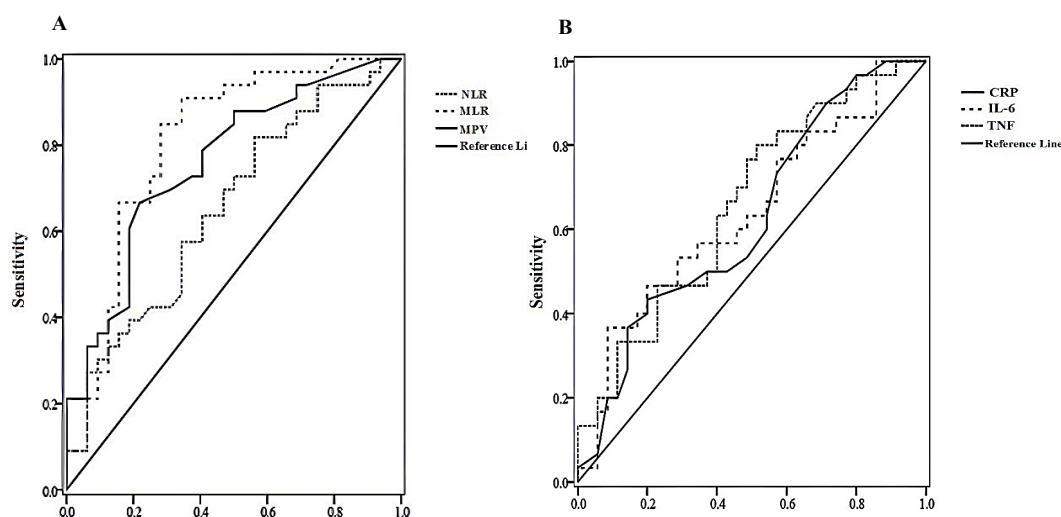 A
1.0
0.8
0.6
0.4
0.2
0.0
Sensitivity
0.0 0.2 0.4 0.6 0.8 1.0
NLR
MLR
MPV
Reference Li
B
1.0
0.8
0.6
0.4
0.2
0.0
Sensitivity
0.0 0.2 0.4 0.6 0.8 1.0
CRP
IL-6
TNF
Reference Line